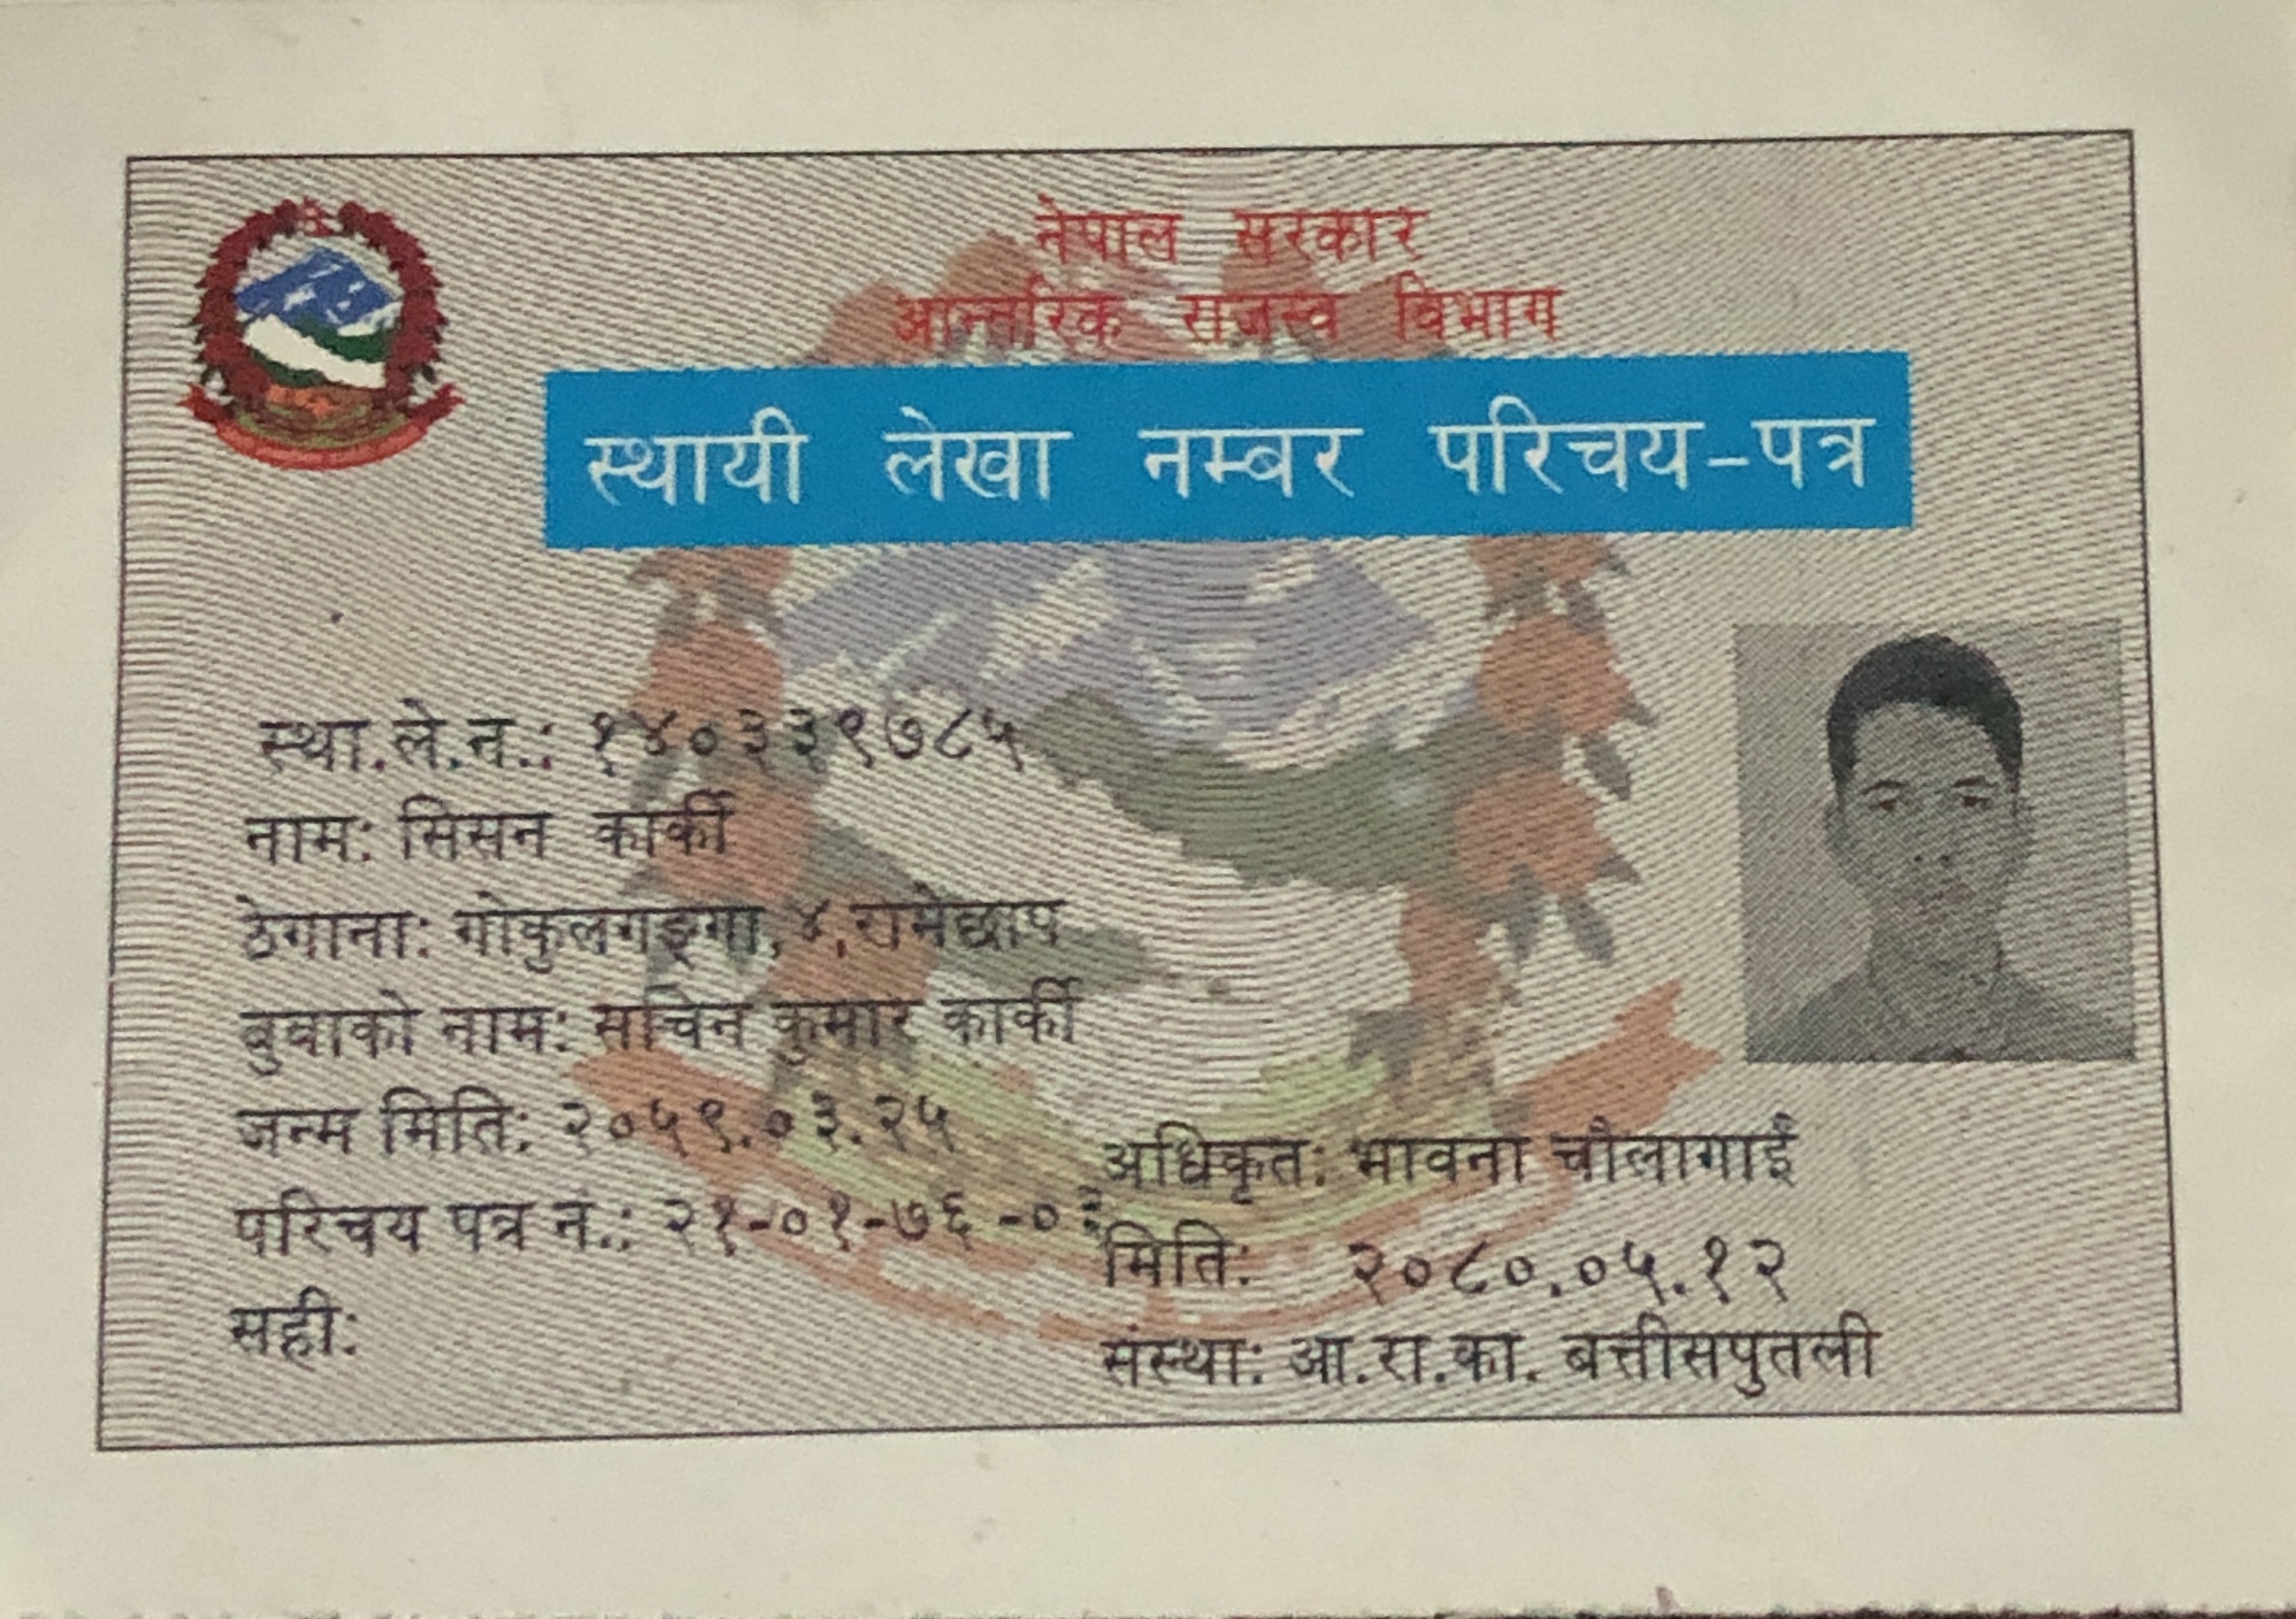 नेपाल सरकार
आन्तरिक राजस्व विभाग
स्थायी लेखा नम्बर परिचय-पत्र
स्था.ले.न.: १४०३३९७८५
नाम: सिसन कार्की
ठेगाना: गोकुलगङ्गा,४,रामेछाप
बुवाको नाम: सचिन कुमार कार्की
जन्म मिति: २०५९.०३.२५
परिचय पत्र न.: २१-०१-७६-०३
सही:
अधिकृत: भावना चौलागाईं
मिति: २०८०.०५.१२
संस्था: आ.रा.का. बत्तीसपुतली